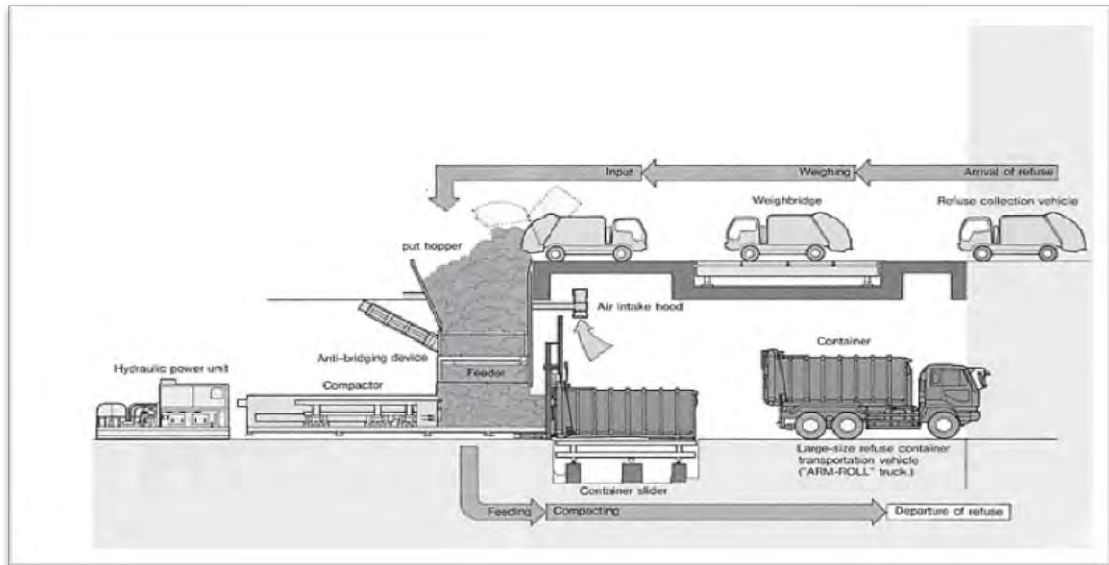 Input
Weighing
Arrival of refuse
Weighbridge
Refuse collection vehicle
put hopper
Air intake hood
Anti-bridging device
Feeder
Container
Hydraulic power unit
Compactor
Large-size refuse container
transportation vehicle
("ARM-ROLL" truck.)
Container slider
Feeding
Compacting
Departure of refuse